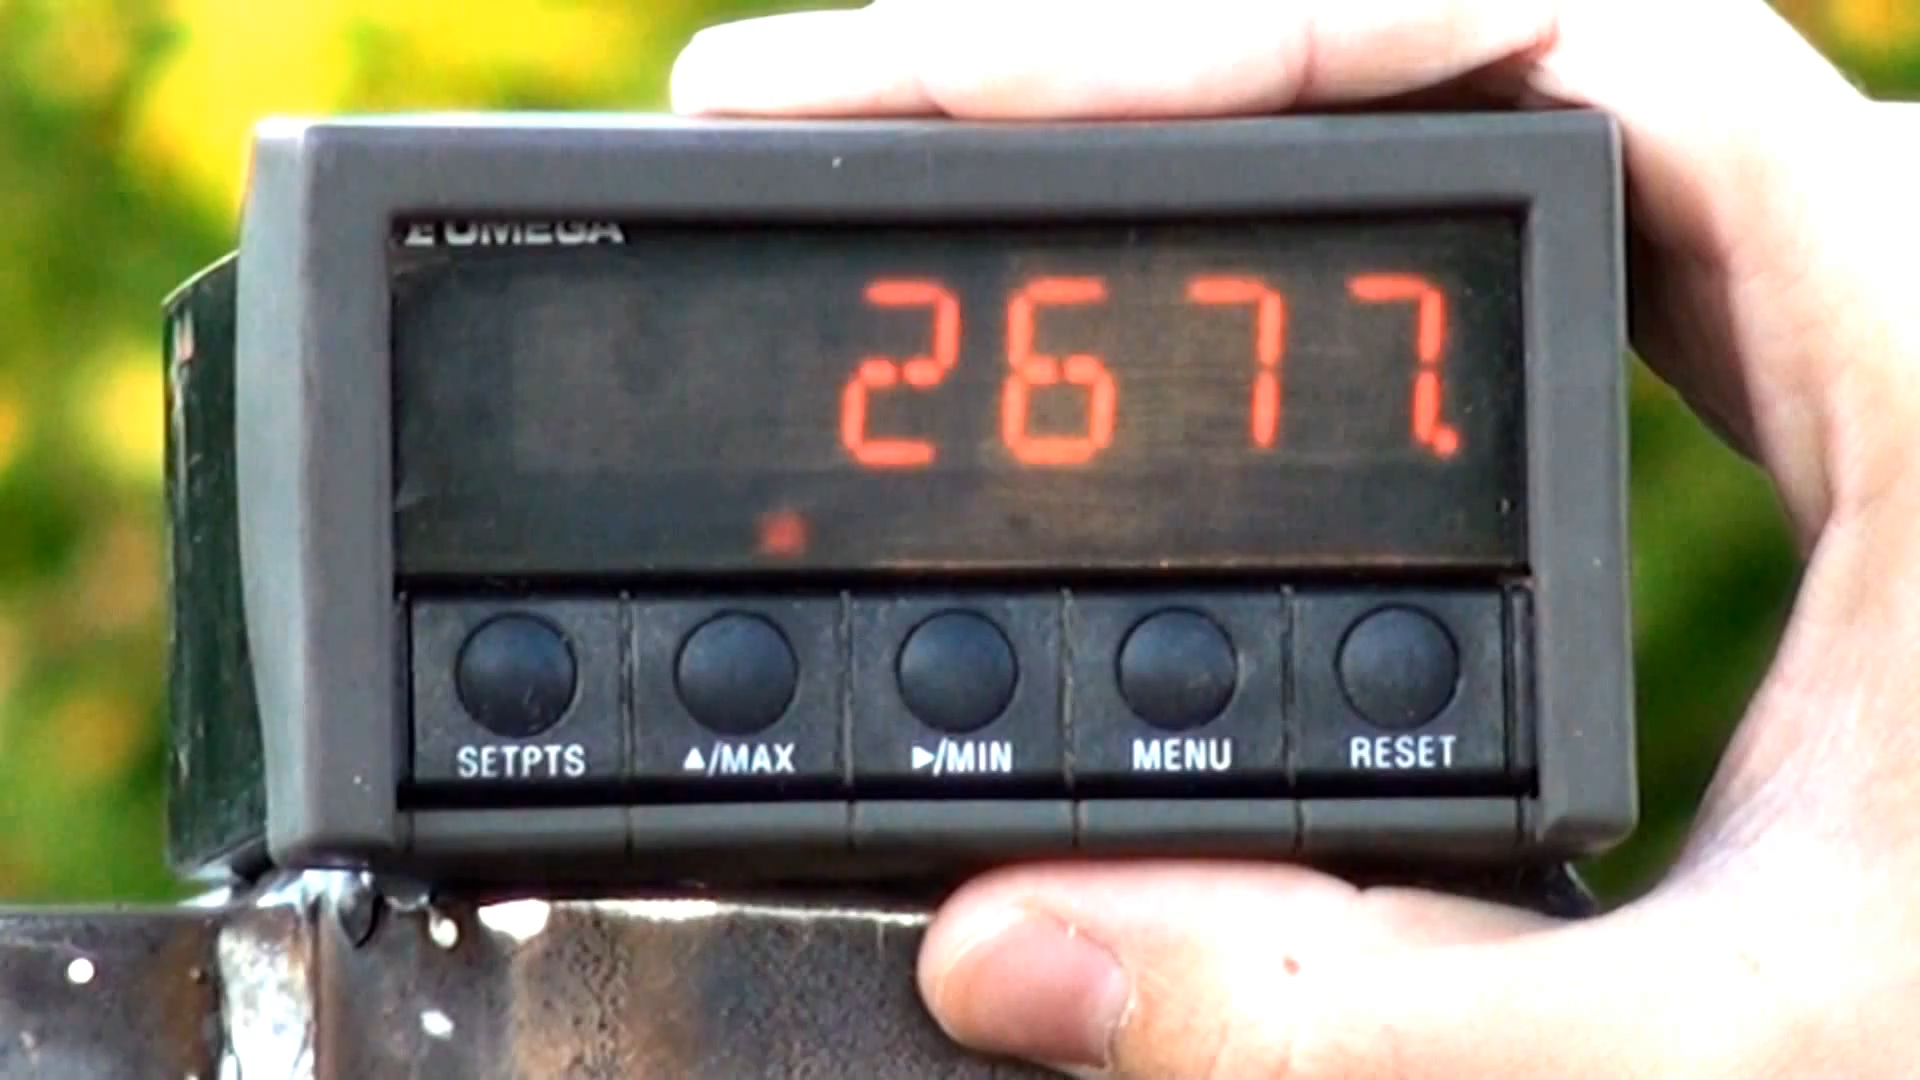 OMEGA
2677.
SETPTS ▲/MAX ▶/MIN MENU RESET